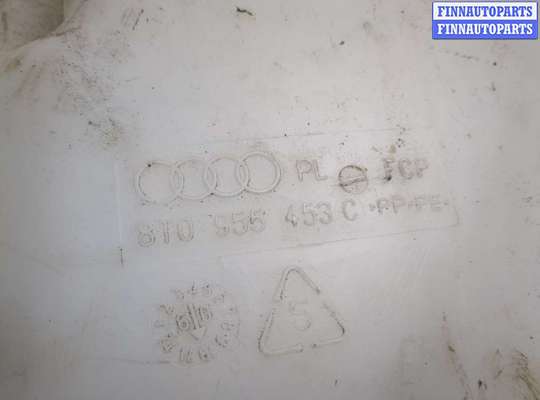 FINNAUTOPARTS
FINNAUTOPARTS
PL FCP
8T0 955 453 C >PP+PE<
5